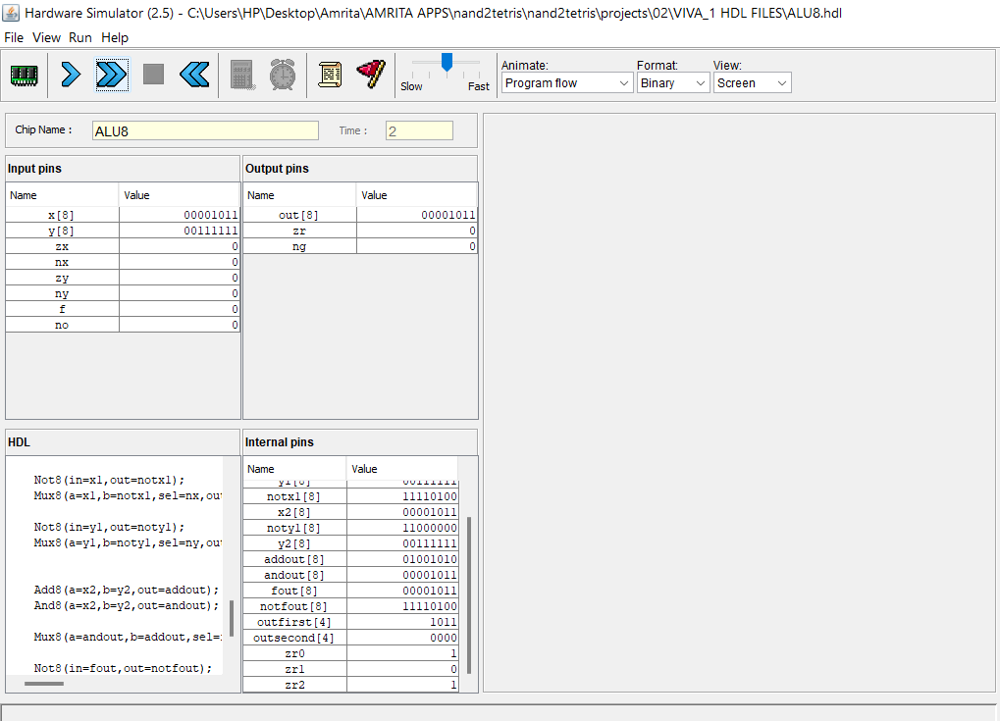 Hardware Simulator (2.5) - C:\Users\HP\Desktop\Amrita\AMRITA APPS\nand2tetris\nand2tetris\projects\02\VIVA_1 HDL FILES\ALU8.hdl
File View Run Help
Slow Fast
Animate: Format: View:
Program flow Binary Screen
Chip Name : ALU8 Time : 2
Input pins
Name Value
x[8] 00001011
y[8] 00111111
zx 0
nx 0
zy 0
ny 0
f 0
no 0
Output pins
Name Value
out[8] 00001011
zr 0
ng 0
HDL
Not8(in=x1,out=notx1);
Mux8(a=x1,b=notx1,sel=nx,ou
Not8(in=y1,out=noty1);
Mux8(a=y1,b=noty1,sel=ny,ou
Add8(a=x2,b=y2,out=addout);
And8(a=x2,b=y2,out=andout);
Mux8(a=andout,b=addout,sel=
Not8(in=fout,out=notfout);
Internal pins
Name Value
y1[8] 00111111
notx1[8] 11110100
x2[8] 00001011
noty1[8] 11000000
y2[8] 00111111
addout[8] 01001010
andout[8] 00001011
fout[8] 00001011
notfout[8] 11110100
outfirst[4] 1011
outsecond[4] 0000
zr0 1
zr1 0
zr2 1